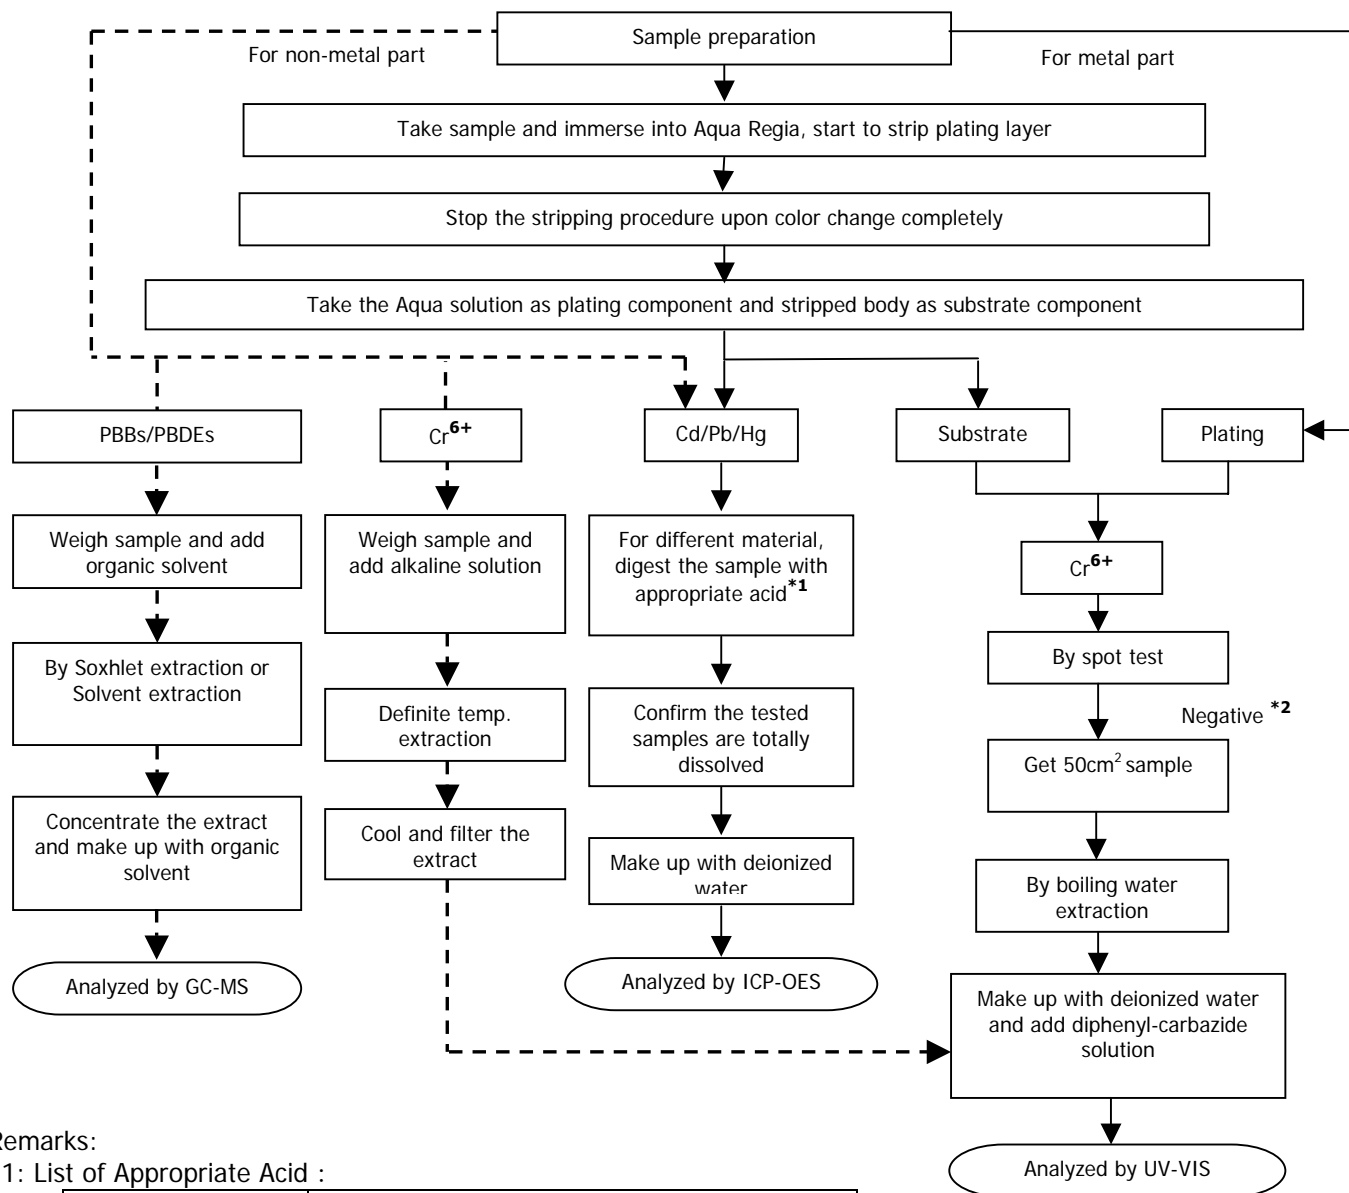 Sample preparation
For non-metal part
For metal part
Take sample and immerse into Aqua Regia, start to strip plating layer
Stop the stripping procedure upon color change completely
Take the Aqua solution as plating component and stripped body as substrate component
PBBs/PBDEs
Cr6+
Cd/Pb/Hg
Substrate
Plating
Weigh sample and add
organic solvent
By Soxhlet extraction or
Solvent extraction
Concentrate the extract
and make up with organic
solvent
Analyzed by GC-MS
Weigh sample and
add alkaline solution
Definite temp.
extraction
Cool and filter the
extract
For different material,
digest the sample with
appropriate acid*1
Confirm the tested
samples are totally
dissolved
Make up with deionized
water
Analyzed by ICP-OES
Cr6+
By spot test
Negative *2
Get 50cm2 sample
By boiling water
extraction
Make up with deionized water
and add diphenyl-carbazide
solution
Analyzed by UV-VIS
Remarks:
1: List of Appropriate Acid :